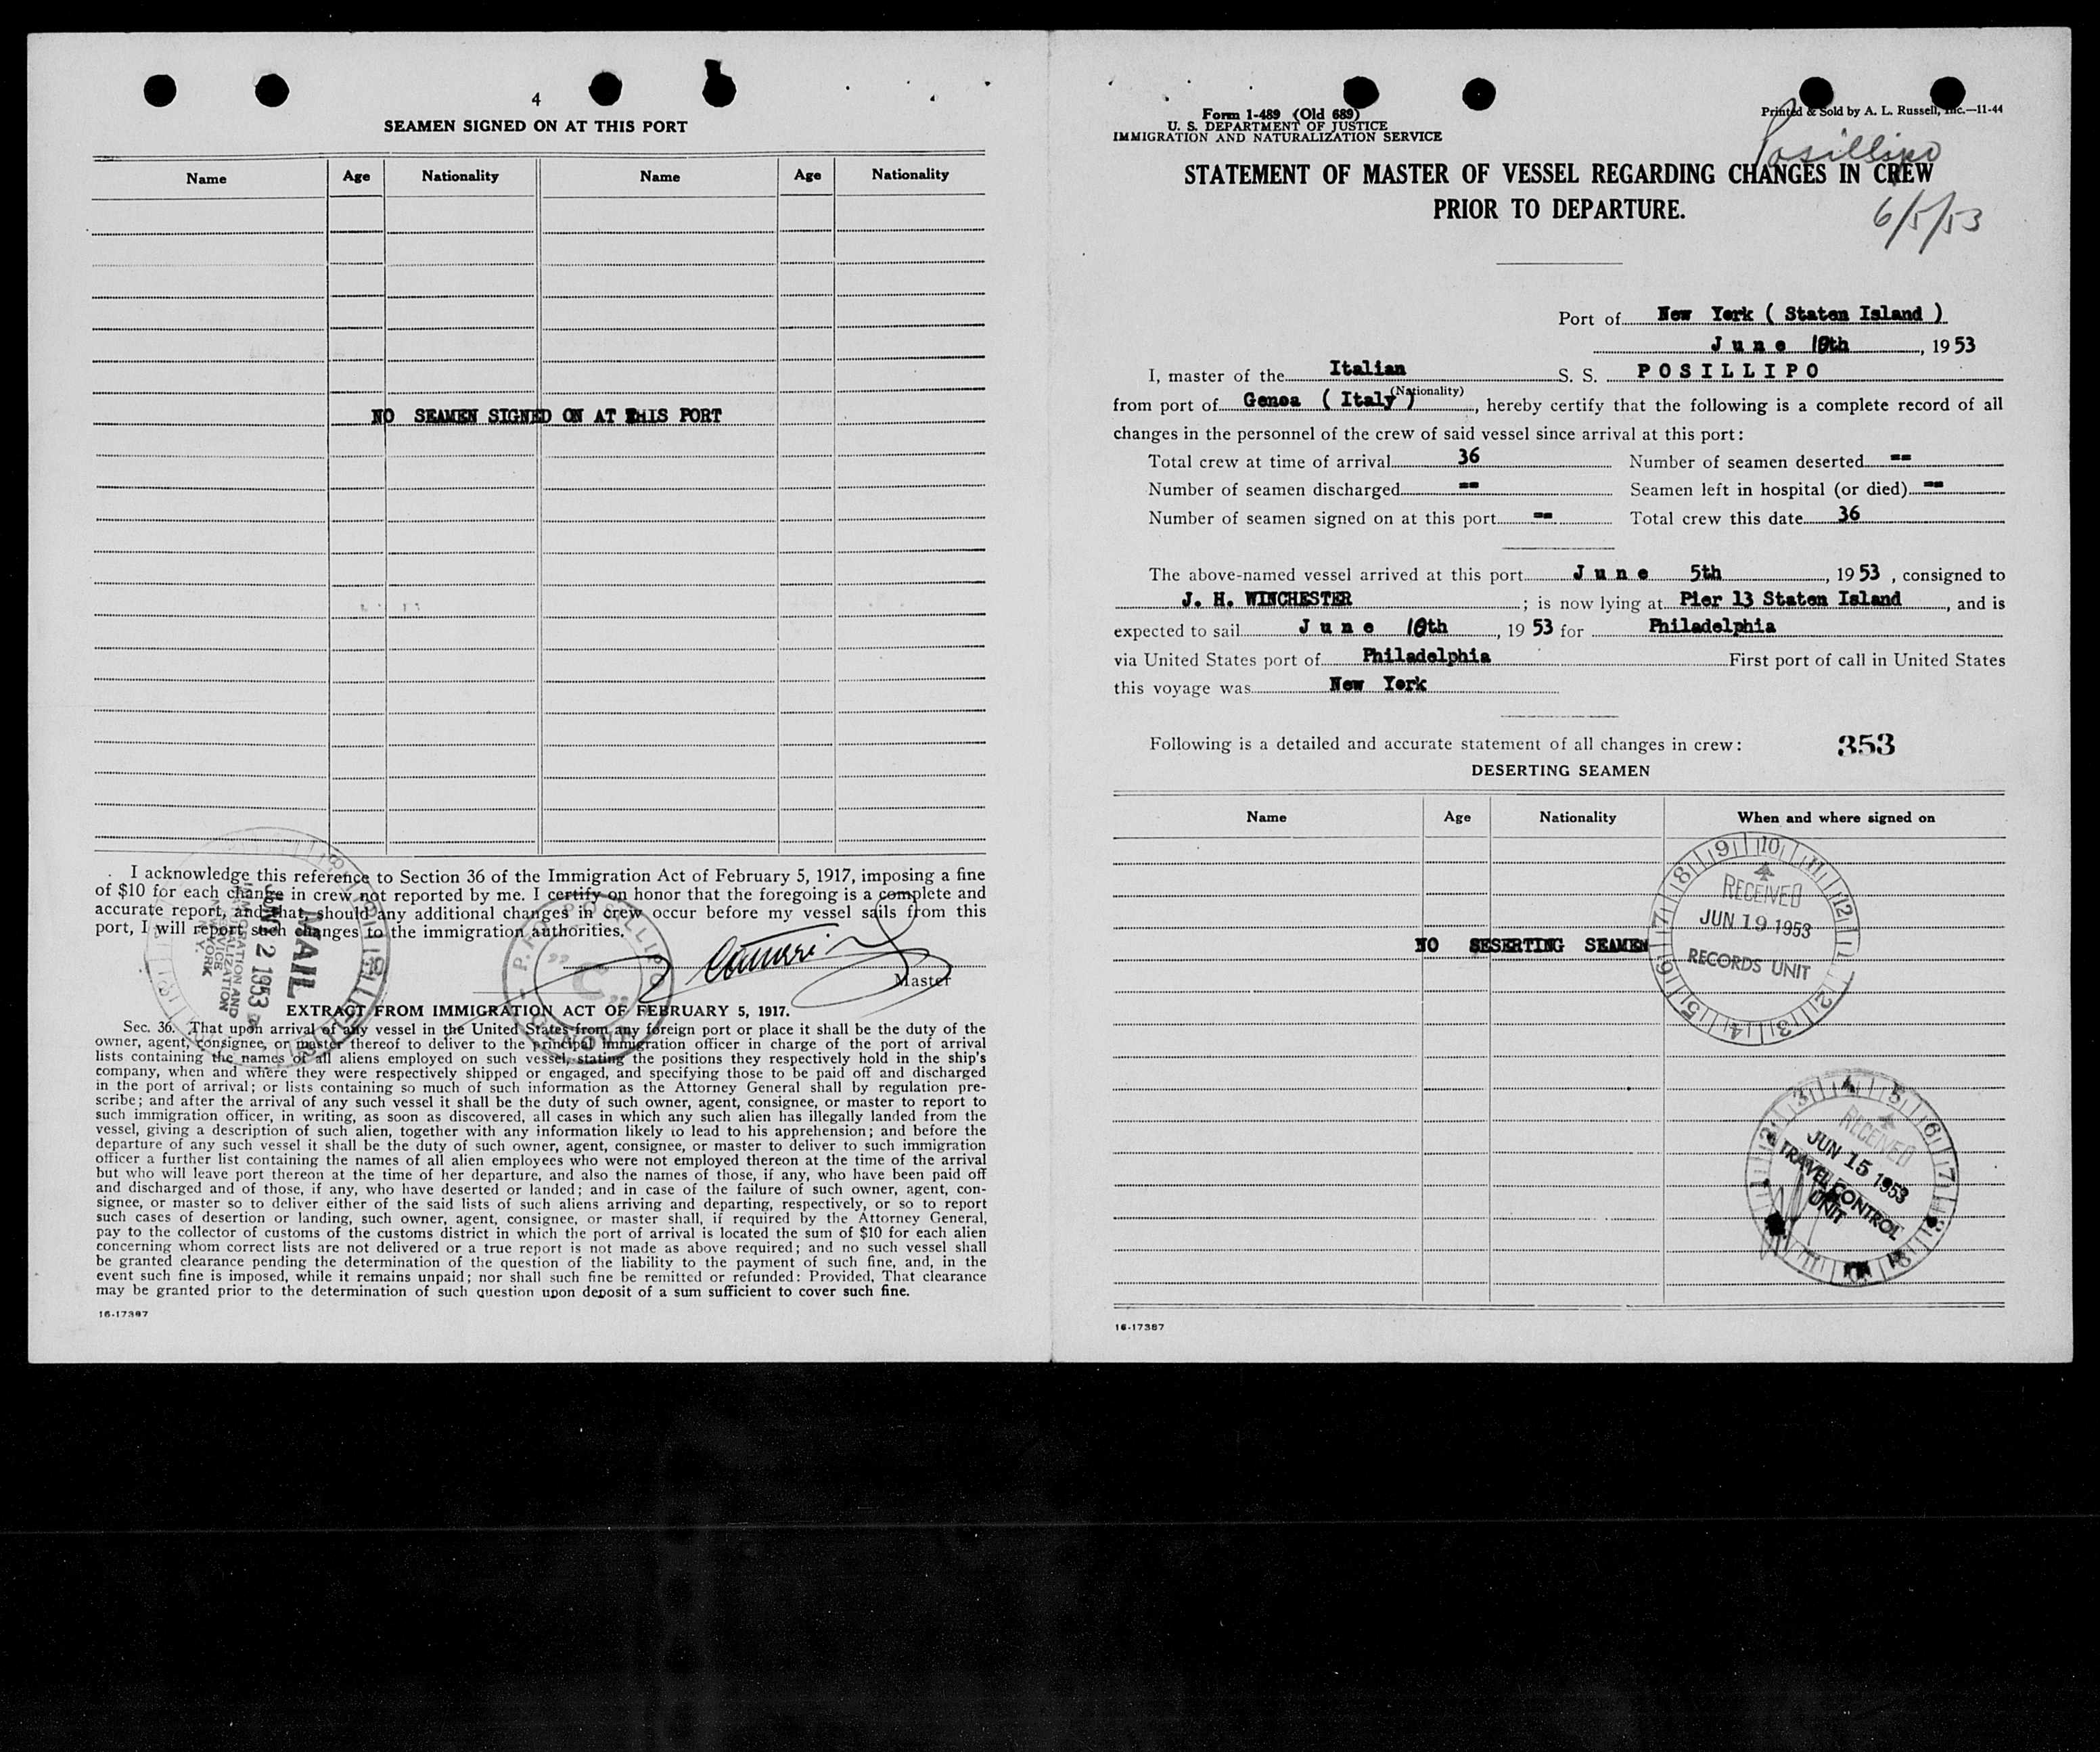 4
SEAMEN SIGNED ON AT THIS PORT
Name Age Nationality Name Age Nationality
NO SEAMEN SIGNED ON AT THIS PORT
I acknowledge this reference to Section 36 of the Immigration Act of February 5, 1917, imposing a fine
of $10 for each change in crew not reported by me. I certify on honor that the foregoing is a complete and
accurate report, and that, should any additional changes in crew occur before my vessel sails from this
port, I will report such changes to the immigration authorities.
Master
MAIL
1953
IMMIGRATION AND
NATURALIZATION
SERVICE
YORK
POSILLIPO
"C"
EXTRACT FROM IMMIGRATION ACT OF FEBRUARY 5, 1917.
Sec. 36. That upon arrival of any vessel in the United States from any foreign port or place it shall be the duty of the
owner, agent, consignee, or master thereof to deliver to the principal immigration officer in charge of the port of arrival
lists containing the names of all aliens employed on such vessel, stating the positions they respectively hold in the ship's
company, when and where they were respectively shipped or engaged, and specifying those to be paid off and discharged
in the port of arrival; or lists containing so much of such information as the Attorney General shall by regulation pre-
scribe; and after the arrival of any such vessel it shall be the duty of such owner, agent, consignee, or master to report to
such immigration officer, in writing, as soon as discovered, all cases in which any such alien has illegally landed from the
vessel, giving a description of such alien, together with any information likely to lead to his apprehension; and before the
departure of any such vessel it shall be the duty of such owner, agent, consignee, or master to deliver to such immigration
officer a further list containing the names of all alien employees who were not employed thereon at the time of the arrival
but who will leave port thereon at the time of her departure, and also the names of those, if any, who have been paid off
and discharged and of those, if any, who have deserted or landed; and in case of the failure of such owner, agent, con-
signee, or master so to deliver either of the said lists of such aliens arriving and departing, respectively, or so to report
such cases of desertion or landing, such owner, agent, consignee, or master shall, if required by the Attorney General,
pay to the collector of customs of the customs district in which the port of arrival is located the sum of $10 for each alien
concerning whom correct lists are not delivered or a true report is not made as above required; and no such vessel shall
be granted clearance pending the determination of the question of the liability to the payment of such fine, and, in the
event such fine is imposed, while it remains unpaid; nor shall such fine be remitted or refunded: Provided, That clearance
may be granted prior to the determination of such question upon deposit of a sum sufficient to cover such fine.
16-17387
Form 1-489 (Old 689)
U. S. DEPARTMENT OF JUSTICE
IMMIGRATION AND NATURALIZATION SERVICE
Printed & Sold by A. L. Russell, Inc.—11-44
Posillipo
STATEMENT OF MASTER OF VESSEL REGARDING CHANGES IN CREW
PRIOR TO DEPARTURE.
6/5/53
Port of New York ( Staten Island )
June 10th, 1953
I, master of the Italian S. S. POSILLIPO
(Nationality)
from port of Genoa ( Italy ), hereby certify that the following is a complete record of all
changes in the personnel of the crew of said vessel since arrival at this port:
Total crew at time of arrival 36 Number of seamen deserted --
Number of seamen discharged -- Seamen left in hospital (or died) --
Number of seamen signed on at this port -- Total crew this date 36
The above-named vessel arrived at this port June 5th, 1953, consigned to
J. H. WINCHESTER; is now lying at Pier 13 Staten Island, and is
expected to sail June 10th, 1953 for Philadelphia
via United States port of Philadelphia First port of call in United States
this voyage was New York
Following is a detailed and accurate statement of all changes in crew: 353
DESERTING SEAMEN
Name Age Nationality When and where signed on
NO SESERTING SEAMEN
RECEIVED
JUN 19 1953
RECORDS UNIT
RECEIVED
JUN 15 1953
TRAVEL CONTROL
UNIT
16-17387